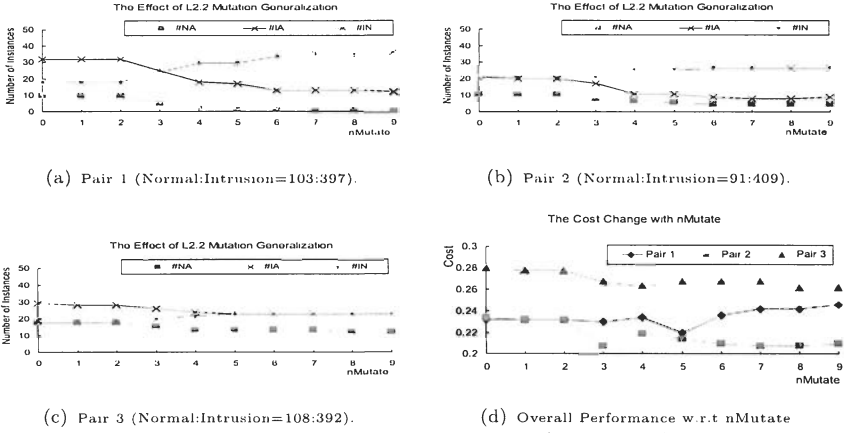 The Effect of L2.2 Mutation Generalization
#NA #IA #IN
Number of Instances
50
40
30
20
10
0
0 1 2 3 4 5 6 7 8 9
nMutate
(a) Pair 1 (Normal:Intrusion=103:397).
The Effect of L2.2 Mutation Generalization
#NA #IA #IN
Number of Instances
50
40
30
20
10
0
0 1 2 3 4 5 6 7 8 9
nMutate
(b) Pair 2 (Normal:Intrusion=91:409).
The Effect of L2.2 Mutation Generalization
#NA #IA #IN
Number of Instances
50
40
30
20
10
0
0 1 2 3 4 5 6 7 8 9
nMutate
(c) Pair 3 (Normal:Intrusion=108:392).
The Cost Change with nMutate
Pair 1 Pair 2 Pair 3
Cost
0.3
0.28
0.26
0.24
0.22
0.2
0 1 2 3 4 5 6 7 8 9
nMutate
(d) Overall Performance w.r.t nMutate